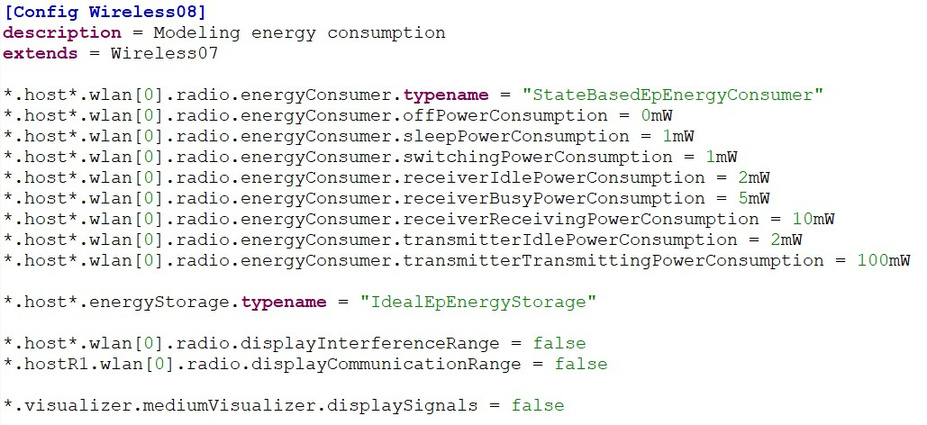 [Config Wireless08]
description = Modeling energy consumption
extends = Wireless07
*.host*.wlan[0].radio.energyConsumer.typename = "StateBasedEpEnergyConsumer"
*.host*.wlan[0].radio.energyConsumer.offPowerConsumption = 0mW
*.host*.wlan[0].radio.energyConsumer.sleepPowerConsumption = 1mW
*.host*.wlan[0].radio.energyConsumer.switchingPowerConsumption = 1mW
*.host*.wlan[0].radio.energyConsumer.receiverIdlePowerConsumption = 2mW
*.host*.wlan[0].radio.energyConsumer.receiverBusyPowerConsumption = 5mW
*.host*.wlan[0].radio.energyConsumer.receiverReceivingPowerConsumption = 10mW
*.host*.wlan[0].radio.energyConsumer.transmitterIdlePowerConsumption = 2mW
*.host*.wlan[0].radio.energyConsumer.transmitterTransmittingPowerConsumption = 100mW
*.host*.energyStorage.typename = "IdealEpEnergyStorage"
*.host*.wlan[0].radio.displayInterferenceRange = false
*.hostR1.wlan[0].radio.displayCommunicationRange = false
*.visualizer.mediumVisualizer.displaySignals = false